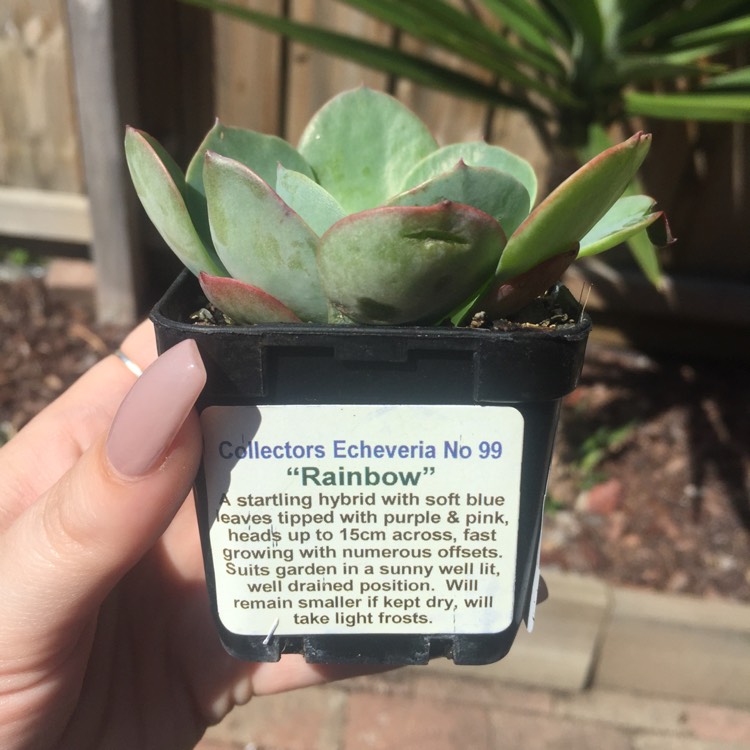 Collectors Echeveria No 99
“Rainbow”
A startling hybrid with soft blue
leaves tipped with purple & pink,
heads up to 15cm across, fast
growing with numerous offsets.
Suits garden in a sunny well lit,
well drained position. Will
remain smaller if kept dry, will
take light frosts.